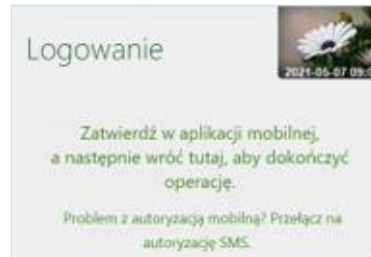 Logowanie
2021-05-07 09:0
Zatwierdź w aplikacji mobilnej,
a następnie wróć tutaj, aby dokończyć
operację.
Problem z autoryzacją mobilną? Przełącz na
autoryzację SMS.